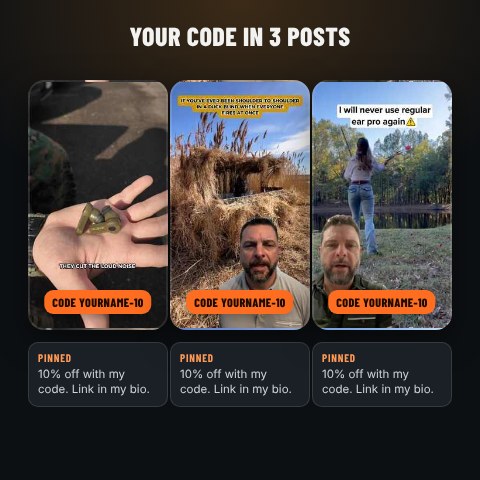 YOUR CODE IN 3 POSTS
THEY CUT THE LOUD NOISE
CODE YOURNAME-10
IF YOU'VE EVER BEEN SHOULDER TO SHOULDER
IN A DUCK BLIND WHEN EVERYONE
FIRES AT ONCE
CODE YOURNAME-10
I will never use regular
ear pro again⚠️
CODE YOURNAME-10
PINNED
10% off with my
code. Link in my bio.
PINNED
10% off with my
code. Link in my bio.
PINNED
10% off with my
code. Link in my bio.